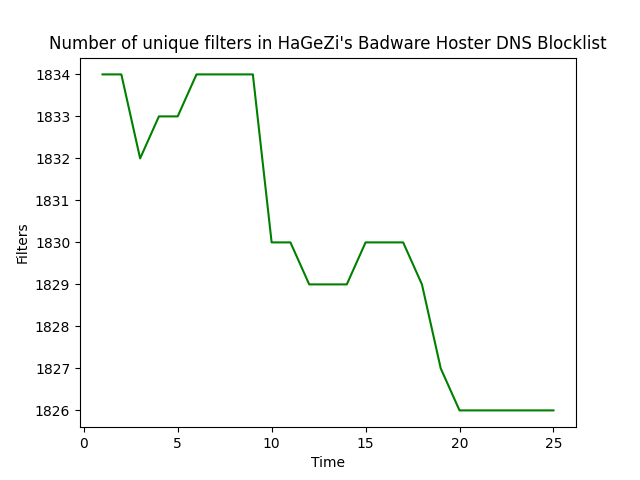 Number of unique filters in HaGeZi's Badware Hoster DNS Blocklist
1834
1833
1832
1831
1830
1829
1828
1827
1826
Filters
0 5 10 15 20 25
Time